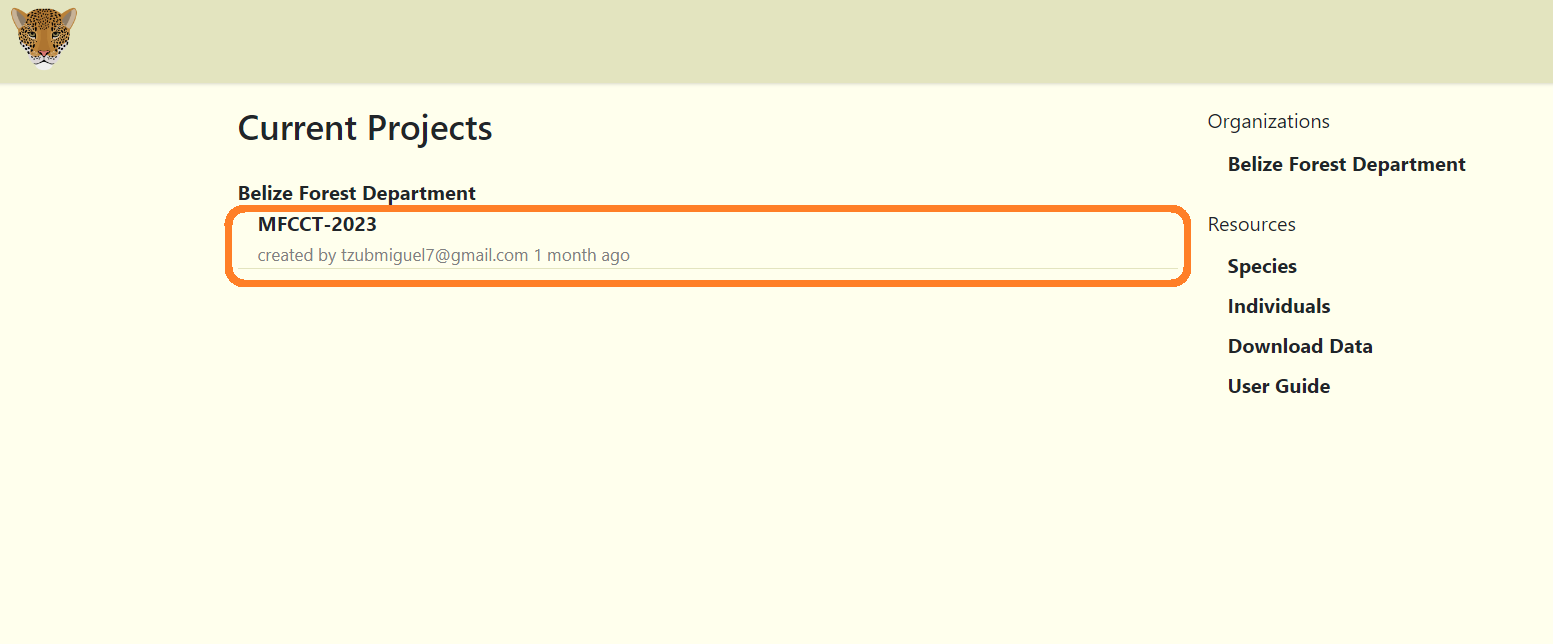 Current Projects
Belize Forest Department
MFCCT-2023
created by tzubmiguel7@gmail.com 1 month ago
Organizations
Belize Forest Department
Resources
Species
Individuals
Download Data
User Guide